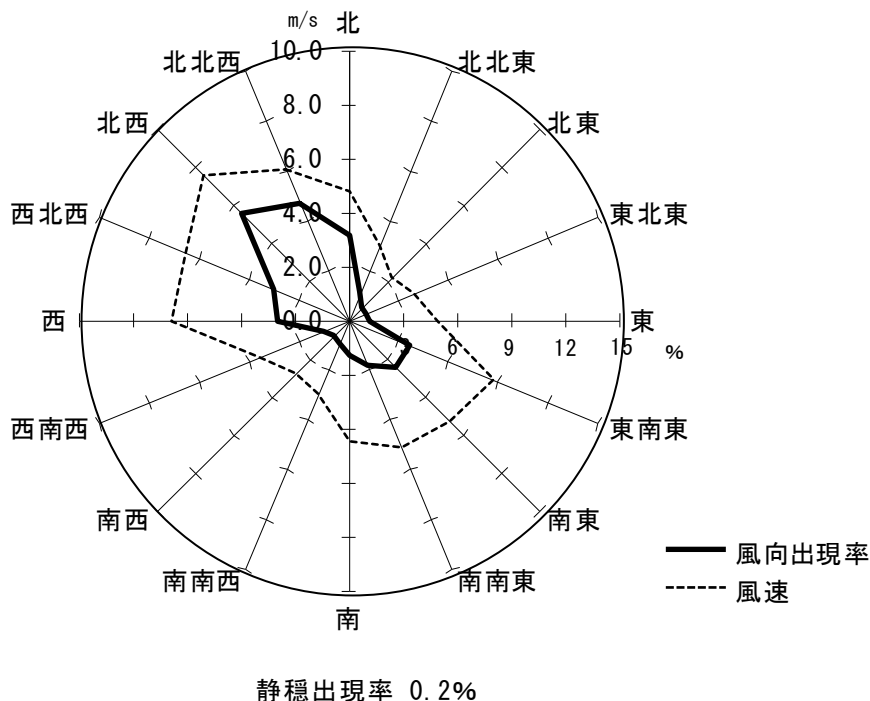 m/s 北
10.0
北北西 北北東
8.0
北西 北東
6.0
西北西 4.0 東北東
2.0
西 0.0 東
6 9 12 15 %
西南西 東南東
南西 南東
南南西 南南東
南
風向出現率
風速
静穏出現率 0.2%